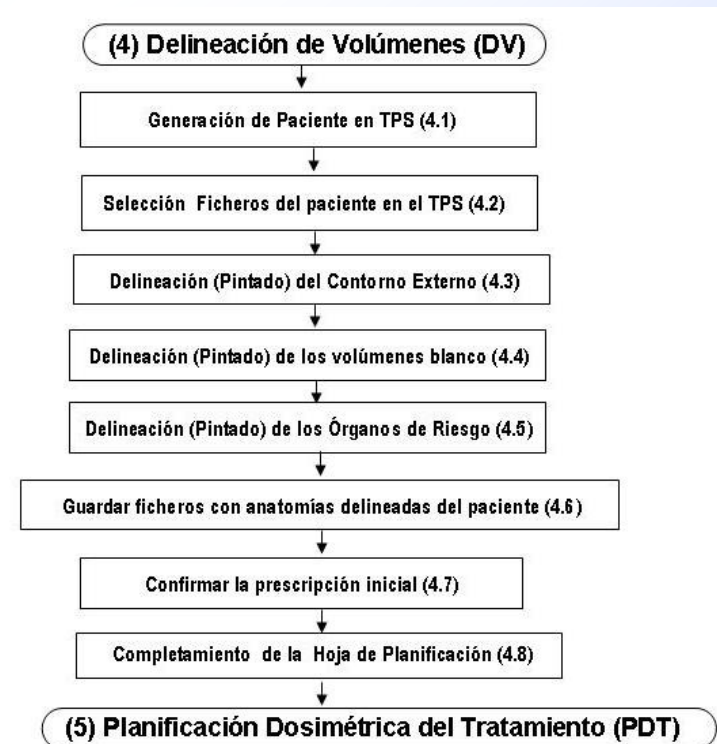 (4) Delineación de Volúmenes (DV)
Generación de Paciente en TPS (4.1)
Selección Ficheros del paciente en el TPS (4.2)
Delineación (Pintado) del Contorno Externo (4.3)
Delineación (Pintado) de los volúmenes blanco (4.4)
Delineación (Pintado) de los Órganos de Riesgo (4.5)
Guardar ficheros con anatomías delineadas del paciente (4.6)
Confirmar la prescripción inicial (4.7)
Completamiento de la Hoja de Planificación (4.8)
(5) Planificación Dosimétrica del Tratamiento (PDT)